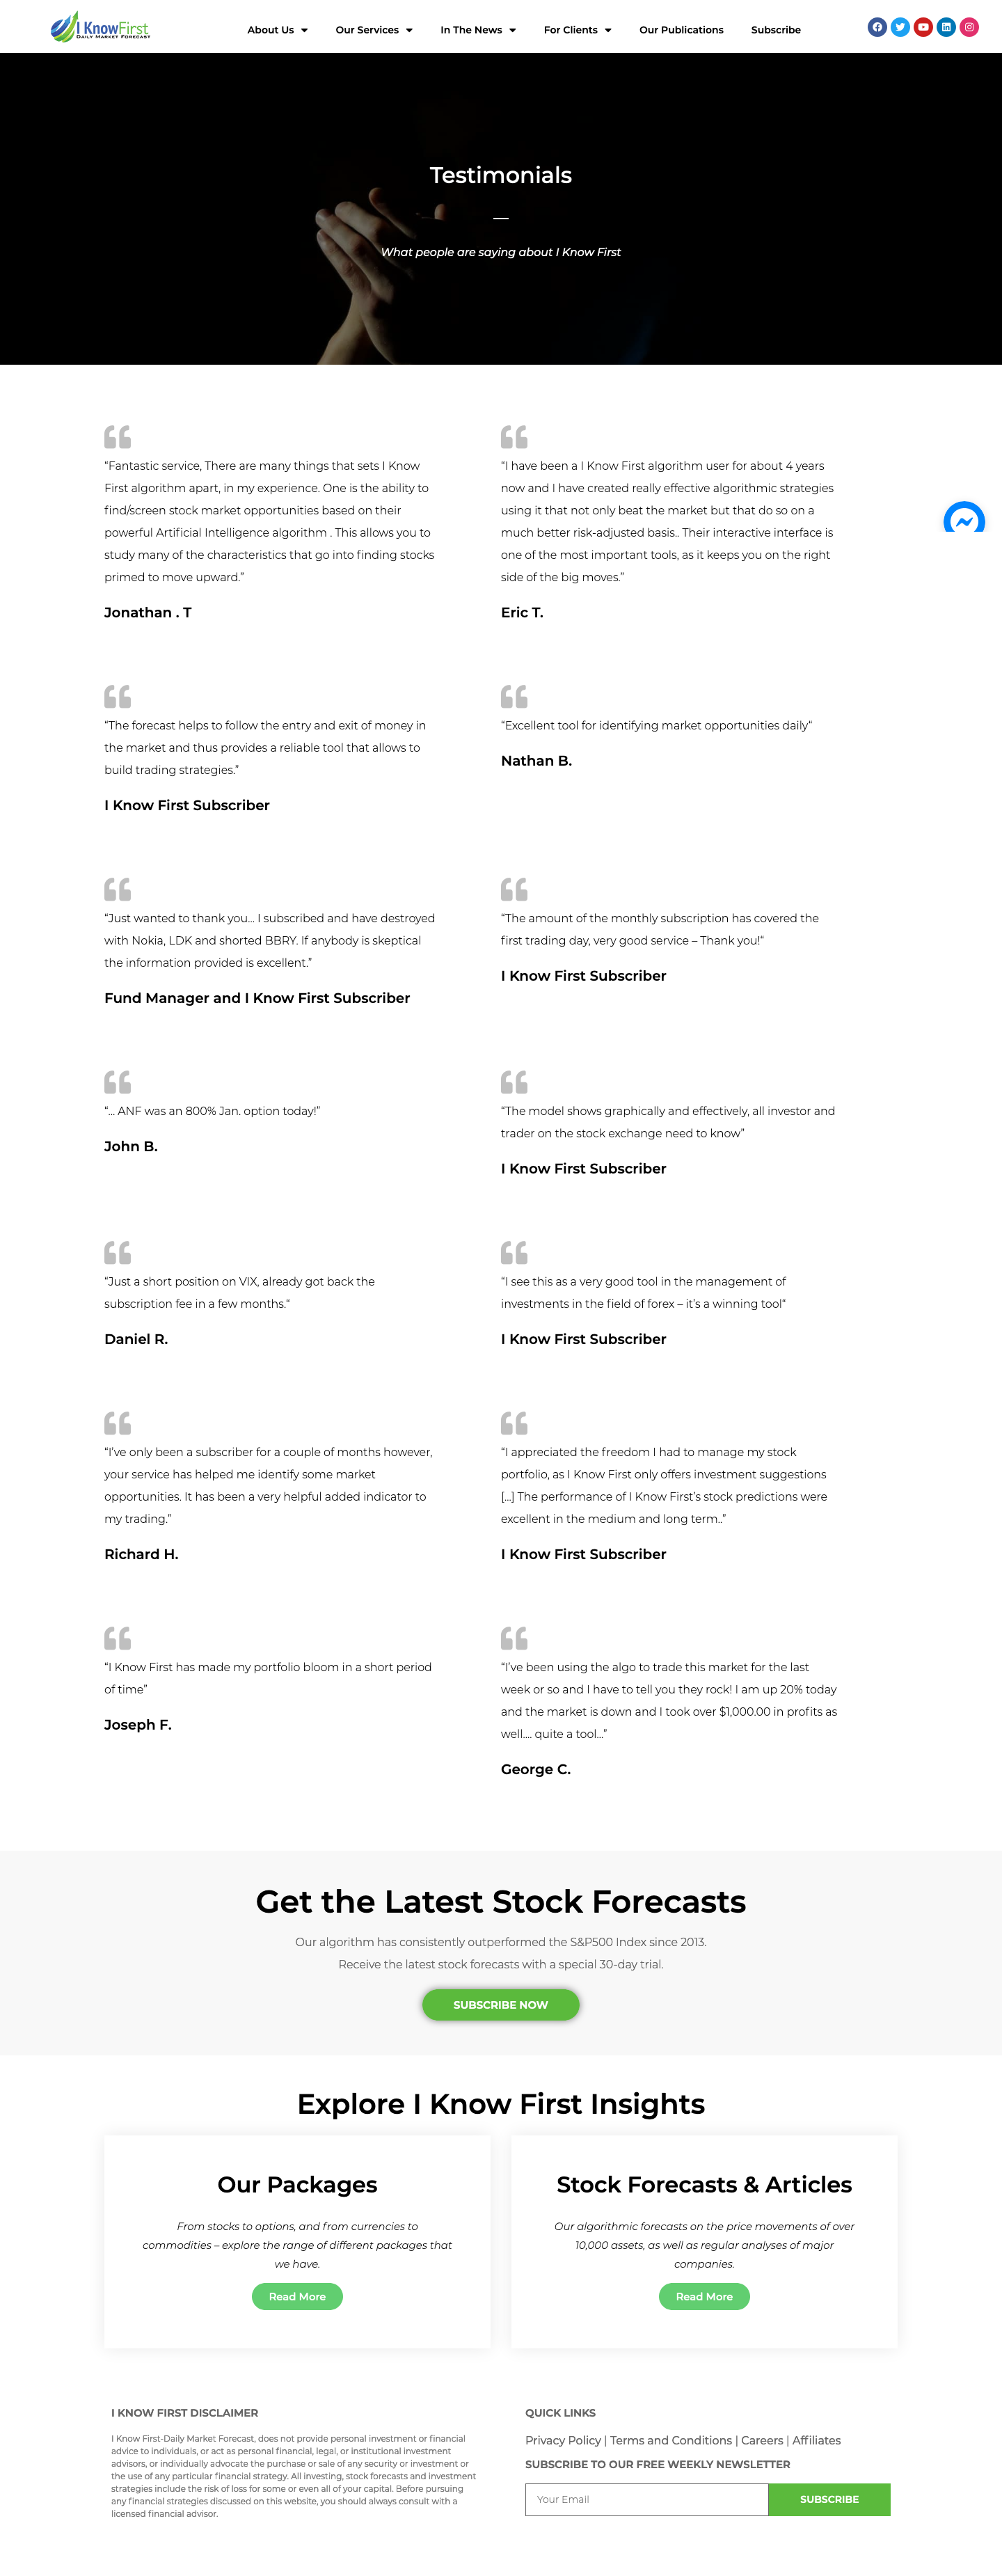 I KnowFirst
DAILY MARKET FORECAST
About Us
Our Services
In The News
For Clients
Our Publications
Subscribe
Testimonials
What people are saying about I Know First
“Fantastic service, There are many things that sets I Know
First algorithm apart, in my experience. One is the ability to
find/screen stock market opportunities based on their
powerful Artificial Intelligence algorithm . This allows you to
study many of the characteristics that go into finding stocks
primed to move upward.”
Jonathan . T
“I have been a I Know First algorithm user for about 4 years
now and I have created really effective algorithmic strategies
using it that not only beat the market but that do so on a
much better risk-adjusted basis.. Their interactive interface is
one of the most important tools, as it keeps you on the right
side of the big moves.”
Eric T.
“The forecast helps to follow the entry and exit of money in
the market and thus provides a reliable tool that allows to
build trading strategies.”
I Know First Subscriber
“Excellent tool for identifying market opportunities daily“
Nathan B.
“Just wanted to thank you… I subscribed and have destroyed
with Nokia, LDK and shorted BBRY. If anybody is skeptical
the information provided is excellent.”
Fund Manager and I Know First Subscriber
“The amount of the monthly subscription has covered the
first trading day, very good service – Thank you!“
I Know First Subscriber
“… ANF was an 800% Jan. option today!”
John B.
“The model shows graphically and effectively, all investor and
trader on the stock exchange need to know”
I Know First Subscriber
“Just a short position on VIX, already got back the
subscription fee in a few months.“
Daniel R.
“I see this as a very good tool in the management of
investments in the field of forex – it’s a winning tool“
I Know First Subscriber
“I’ve only been a subscriber for a couple of months however,
your service has helped me identify some market
opportunities. It has been a very helpful added indicator to
my trading.”
Richard H.
“I appreciated the freedom I had to manage my stock
portfolio, as I Know First only offers investment suggestions
[…] The performance of I Know First’s stock predictions were
excellent in the medium and long term..”
I Know First Subscriber
“I Know First has made my portfolio bloom in a short period
of time”
Joseph F.
“I’ve been using the algo to trade this market for the last
week or so and I have to tell you they rock! I am up 20% today
and the market is down and I took over $1,000.00 in profits as
well…. quite a tool…”
George C.
Get the Latest Stock Forecasts
Our algorithm has consistently outperformed the S&P500 Index since 2013.
Receive the latest stock forecasts with a special 30-day trial.
SUBSCRIBE NOW
Explore I Know First Insights
Our Packages
From stocks to options, and from currencies to
commodities – explore the range of different packages that
we have.
Read More
Stock Forecasts & Articles
Our algorithmic forecasts on the price movements of over
10,000 assets, as well as regular analyses of major
companies.
Read More
I KNOW FIRST DISCLAIMER
I Know First-Daily Market Forecast, does not provide personal investment or financial
advice to individuals, or act as personal financial, legal, or institutional investment
advisors, or individually advocate the purchase or sale of any security or investment or
the use of any particular financial strategy. All investing, stock forecasts and investment
strategies include the risk of loss for some or even all of your capital. Before pursuing
any financial strategies discussed on this website, you should always consult with a
licensed financial advisor.
QUICK LINKS
Privacy Policy | Terms and Conditions | Careers | Affiliates
SUBSCRIBE TO OUR FREE WEEKLY NEWSLETTER
Your Email
SUBSCRIBE